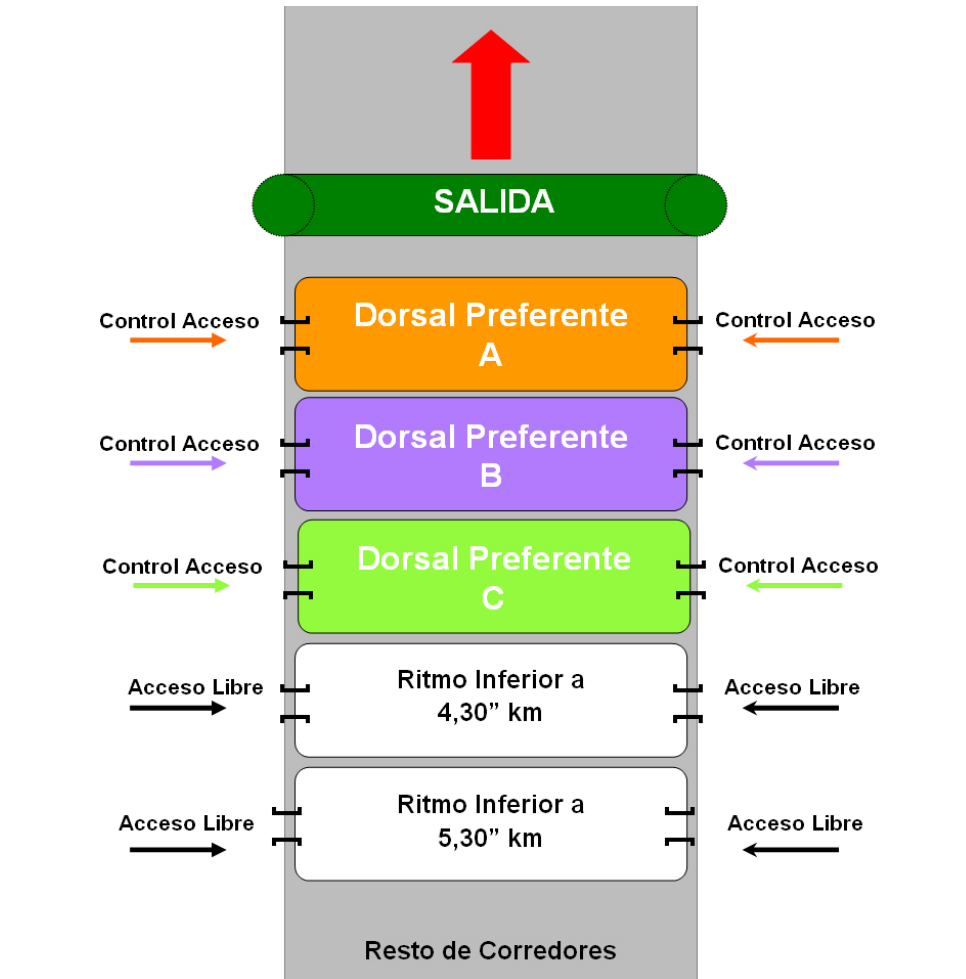 SALIDA
Dorsal Preferente
A
Control Acceso
Control Acceso
Dorsal Preferente
B
Control Acceso
Control Acceso
Dorsal Preferente
C
Control Acceso
Control Acceso
Ritmo Inferior a
4,30” km
Acceso Libre
Acceso Libre
Ritmo Inferior a
5,30” km
Acceso Libre
Acceso Libre
Resto de Corredores